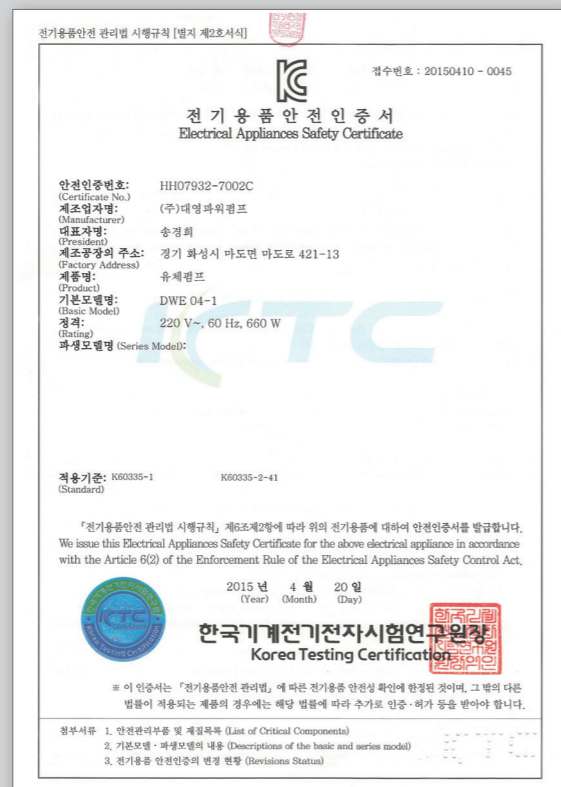 전기용품안전 관리법 시행규칙 [별지 제2호서식]
접수번호 : 20150410 - 0045
전기용품안전인증서
Electrical Appliances Safety Certificate
안전인증번호: HH07932-7002C
(Certificate No.)
제조업자명: (주)대영파워펌프
(Manufacturer)
대표자명: 송경희
(President)
제조공장의 주소: 경기 화성시 마도면 마도로 421-13
(Factory Address)
제품명: 유체펌프
(Product)
기본모델명: DWE 04-1
(Basic Model)
정격: 220 V~, 60 Hz, 660 W
(Rating)
파생모델명 (Series Model):
KTC
적용기준: K60335-1 K60335-2-41
(Standard)
「전기용품안전 관리법 시행규칙」 제6조제2항에 따라 위의 전기용품에 대하여 안전인증서를 발급합니다.
We issue this Electrical Appliances Safety Certificate for the above electrical appliance in accordance
with the Article 6(2) of the Enforcement Rule of the Electrical Appliances Safety Control Act.
2015 년 4 월 20 일
(Year) (Month) (Day)
KTC
Korea Testing Certification
한국기계전기전자시험연구원장
Korea Testing Certification
※ 이 인증서는 「전기용품안전 관리법」에 따른 전기용품 안전성 확인에 한정된 것이며, 그 밖의 다른
법률이 적용되는 제품의 경우에는 해당 법률에 따라 추가로 인증·허가 등을 받아야 합니다.
첨부서류 1. 안전관리부품 및 재질목록 (List of Critical Components)
2. 기본모델·파생모델의 내용 (Descriptions of the basic and series model)
3. 전기용품 안전인증의 변경 현황 (Revisions Status)
KTC